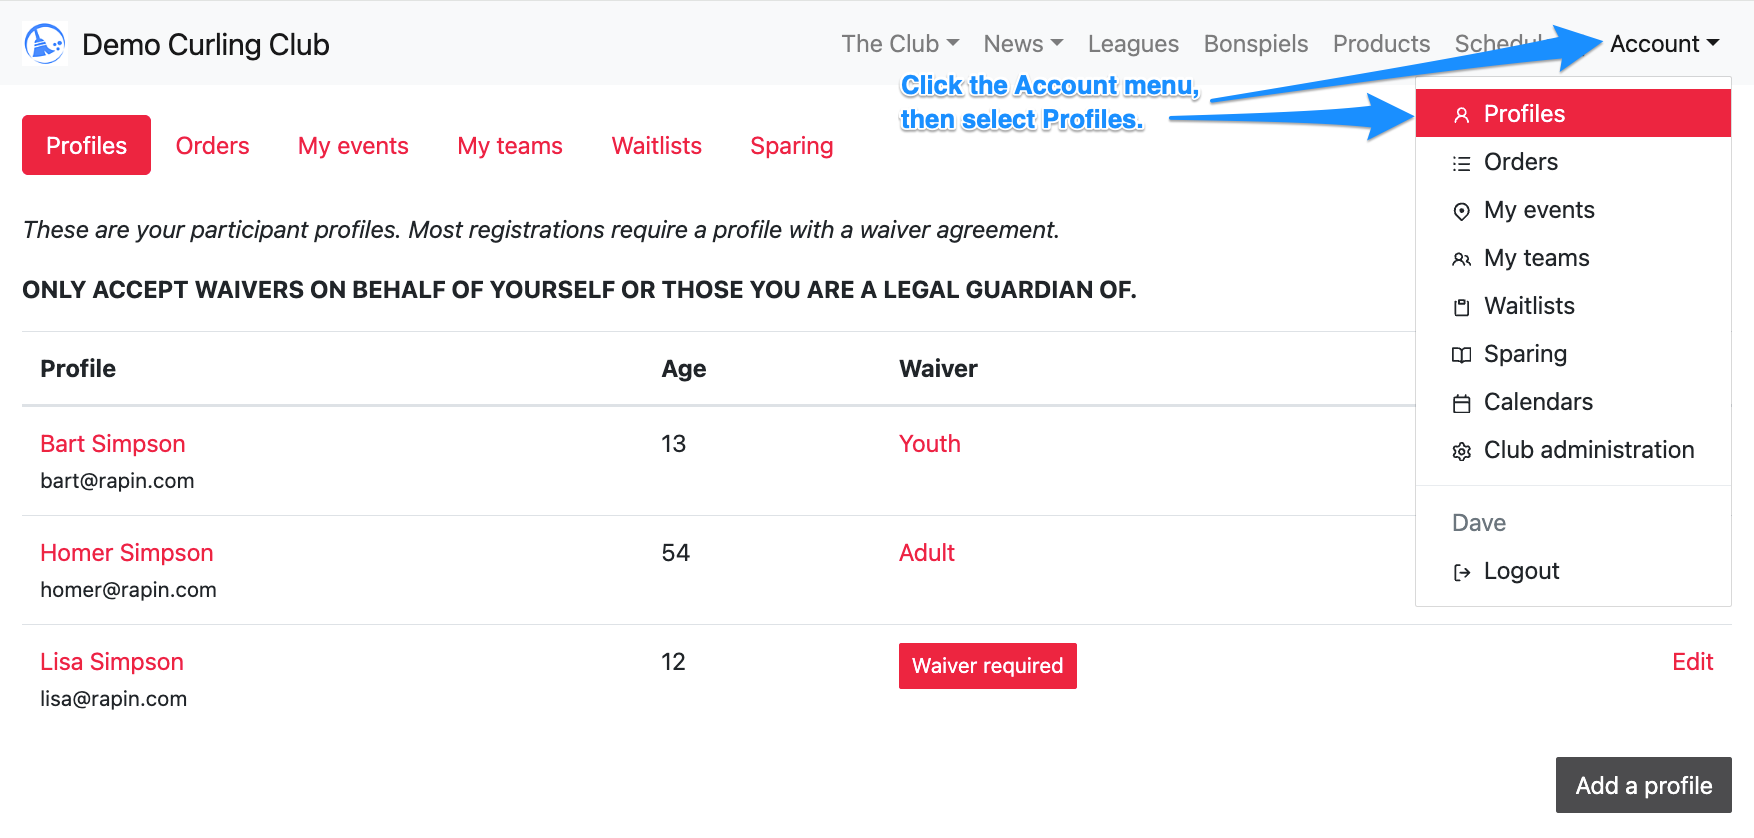 Demo Curling Club
The Club News Leagues Bonspiels Products Account
Click the Account menu,
then select Profiles.
Profiles Orders My events My teams Waitlists Sparing
These are your participant profiles. Most registrations require a profile with a waiver agreement.
ONLY ACCEPT WAIVERS ON BEHALF OF YOURSELF OR THOSE YOU ARE A LEGAL GUARDIAN OF.
Profile Age Waiver
Bart Simpson 13 Youth
bart@rapin.com
Homer Simpson 54 Adult
homer@rapin.com
Lisa Simpson 12 Waiver required Edit
lisa@rapin.com
Profiles
Orders
My events
My teams
Waitlists
Sparing
Calendars
Club administration
Dave
Logout
Add a profile